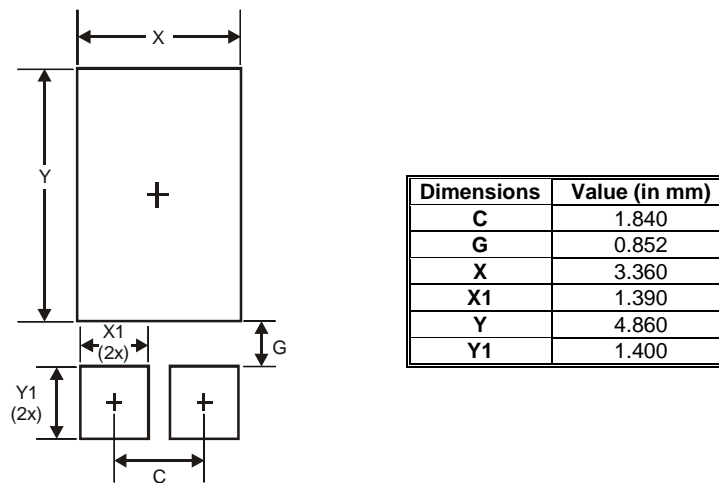 X
Y
X1
(2x)
G
Y1
(2x)
C
Dimensions Value (in mm)
C 1.840
G 0.852
X 3.360
X1 1.390
Y 4.860
Y1 1.400